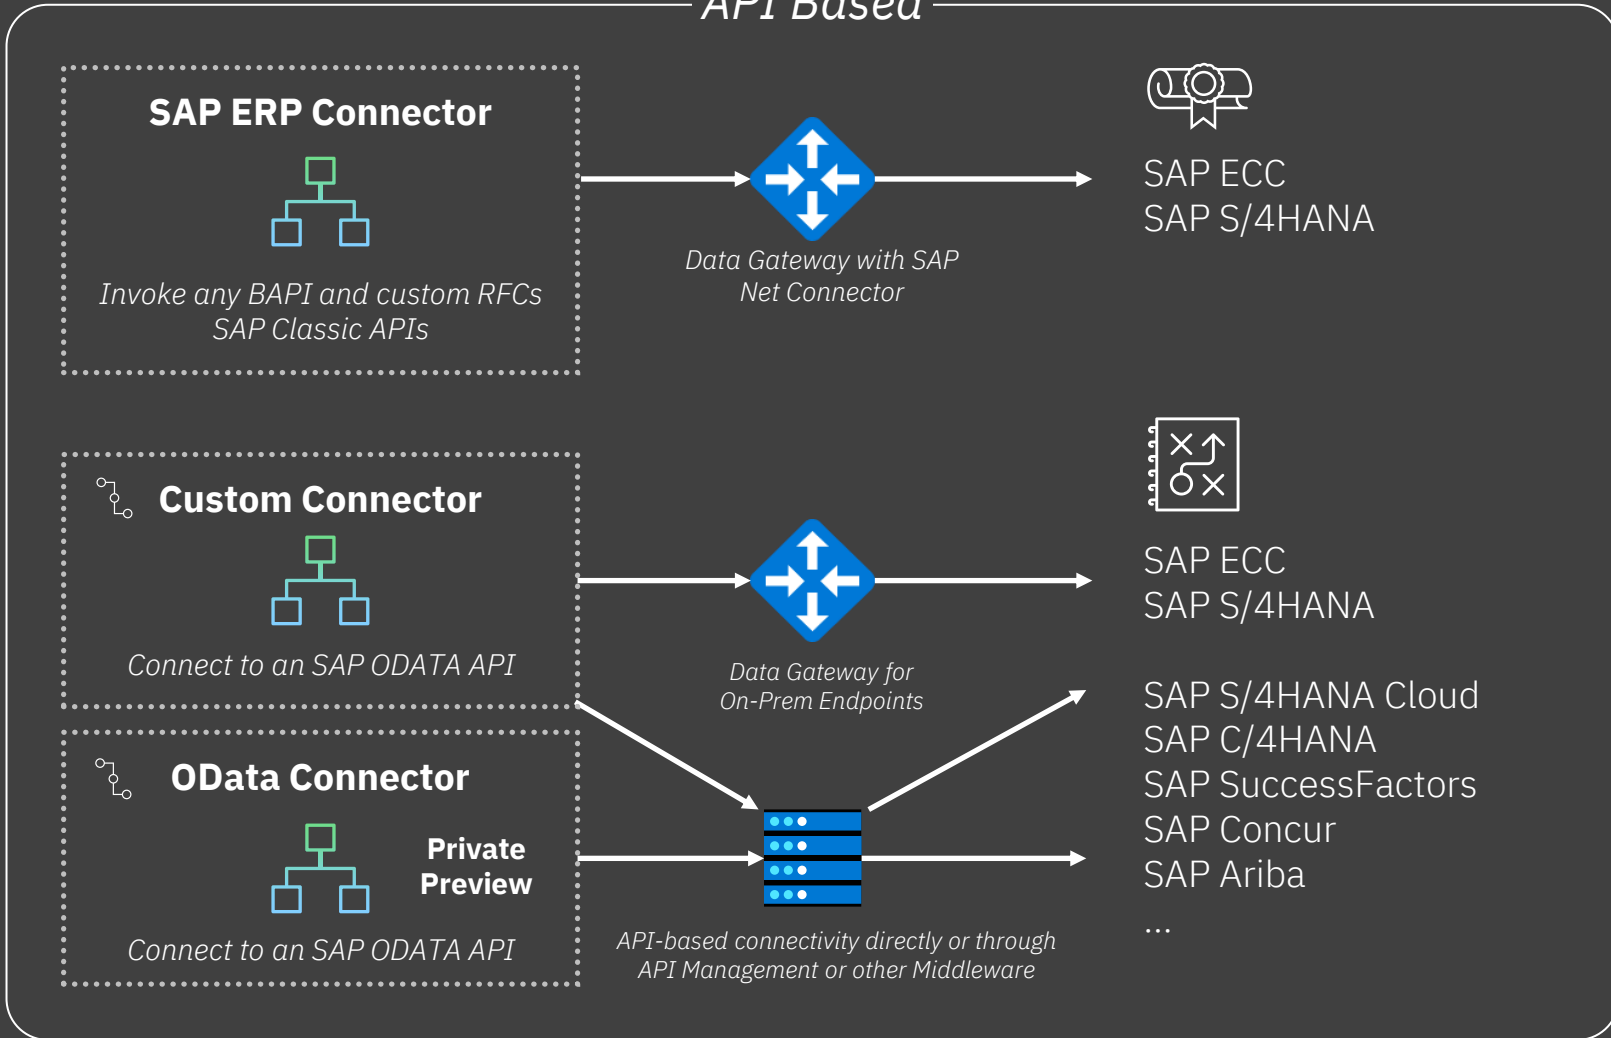 API Based
SAP ERP Connector
Invoke any BAPI and custom RFCs
SAP Classic APIs
Data Gateway with SAP
Net Connector
SAP ECC
SAP S/4HANA
Custom Connector
Connect to an SAP ODATA API
Data Gateway for
On-Prem Endpoints
SAP ECC
SAP S/4HANA
SAP S/4HANA Cloud
SAP C/4HANA
SAP SuccessFactors
SAP Concur
SAP Ariba
...
OData Connector
Private
Preview
Connect to an SAP ODATA API
API-based connectivity directly or through
API Management or other Middleware